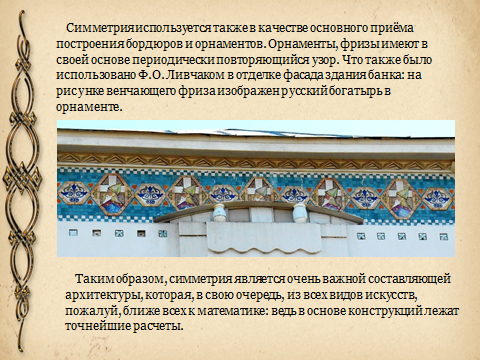 Симметрия используется также в качестве основного приёма
построения бордюров и орнаментов. Орнаменты, фризы имеют в
своей основе периодически повторяющийся узор. Что также было
использовано Ф.О. Ливчаком в отделке фасада здания банка: на
рисунке венчающего фриза изображен русский богатырь в
орнаменте.
Таким образом, симметрия является очень важной составляющей
архитектуры, которая, в свою очередь, из всех видов искусств,
пожалуй, ближе всех к математике: ведь в основе конструкций лежат
точнейшие расчеты.